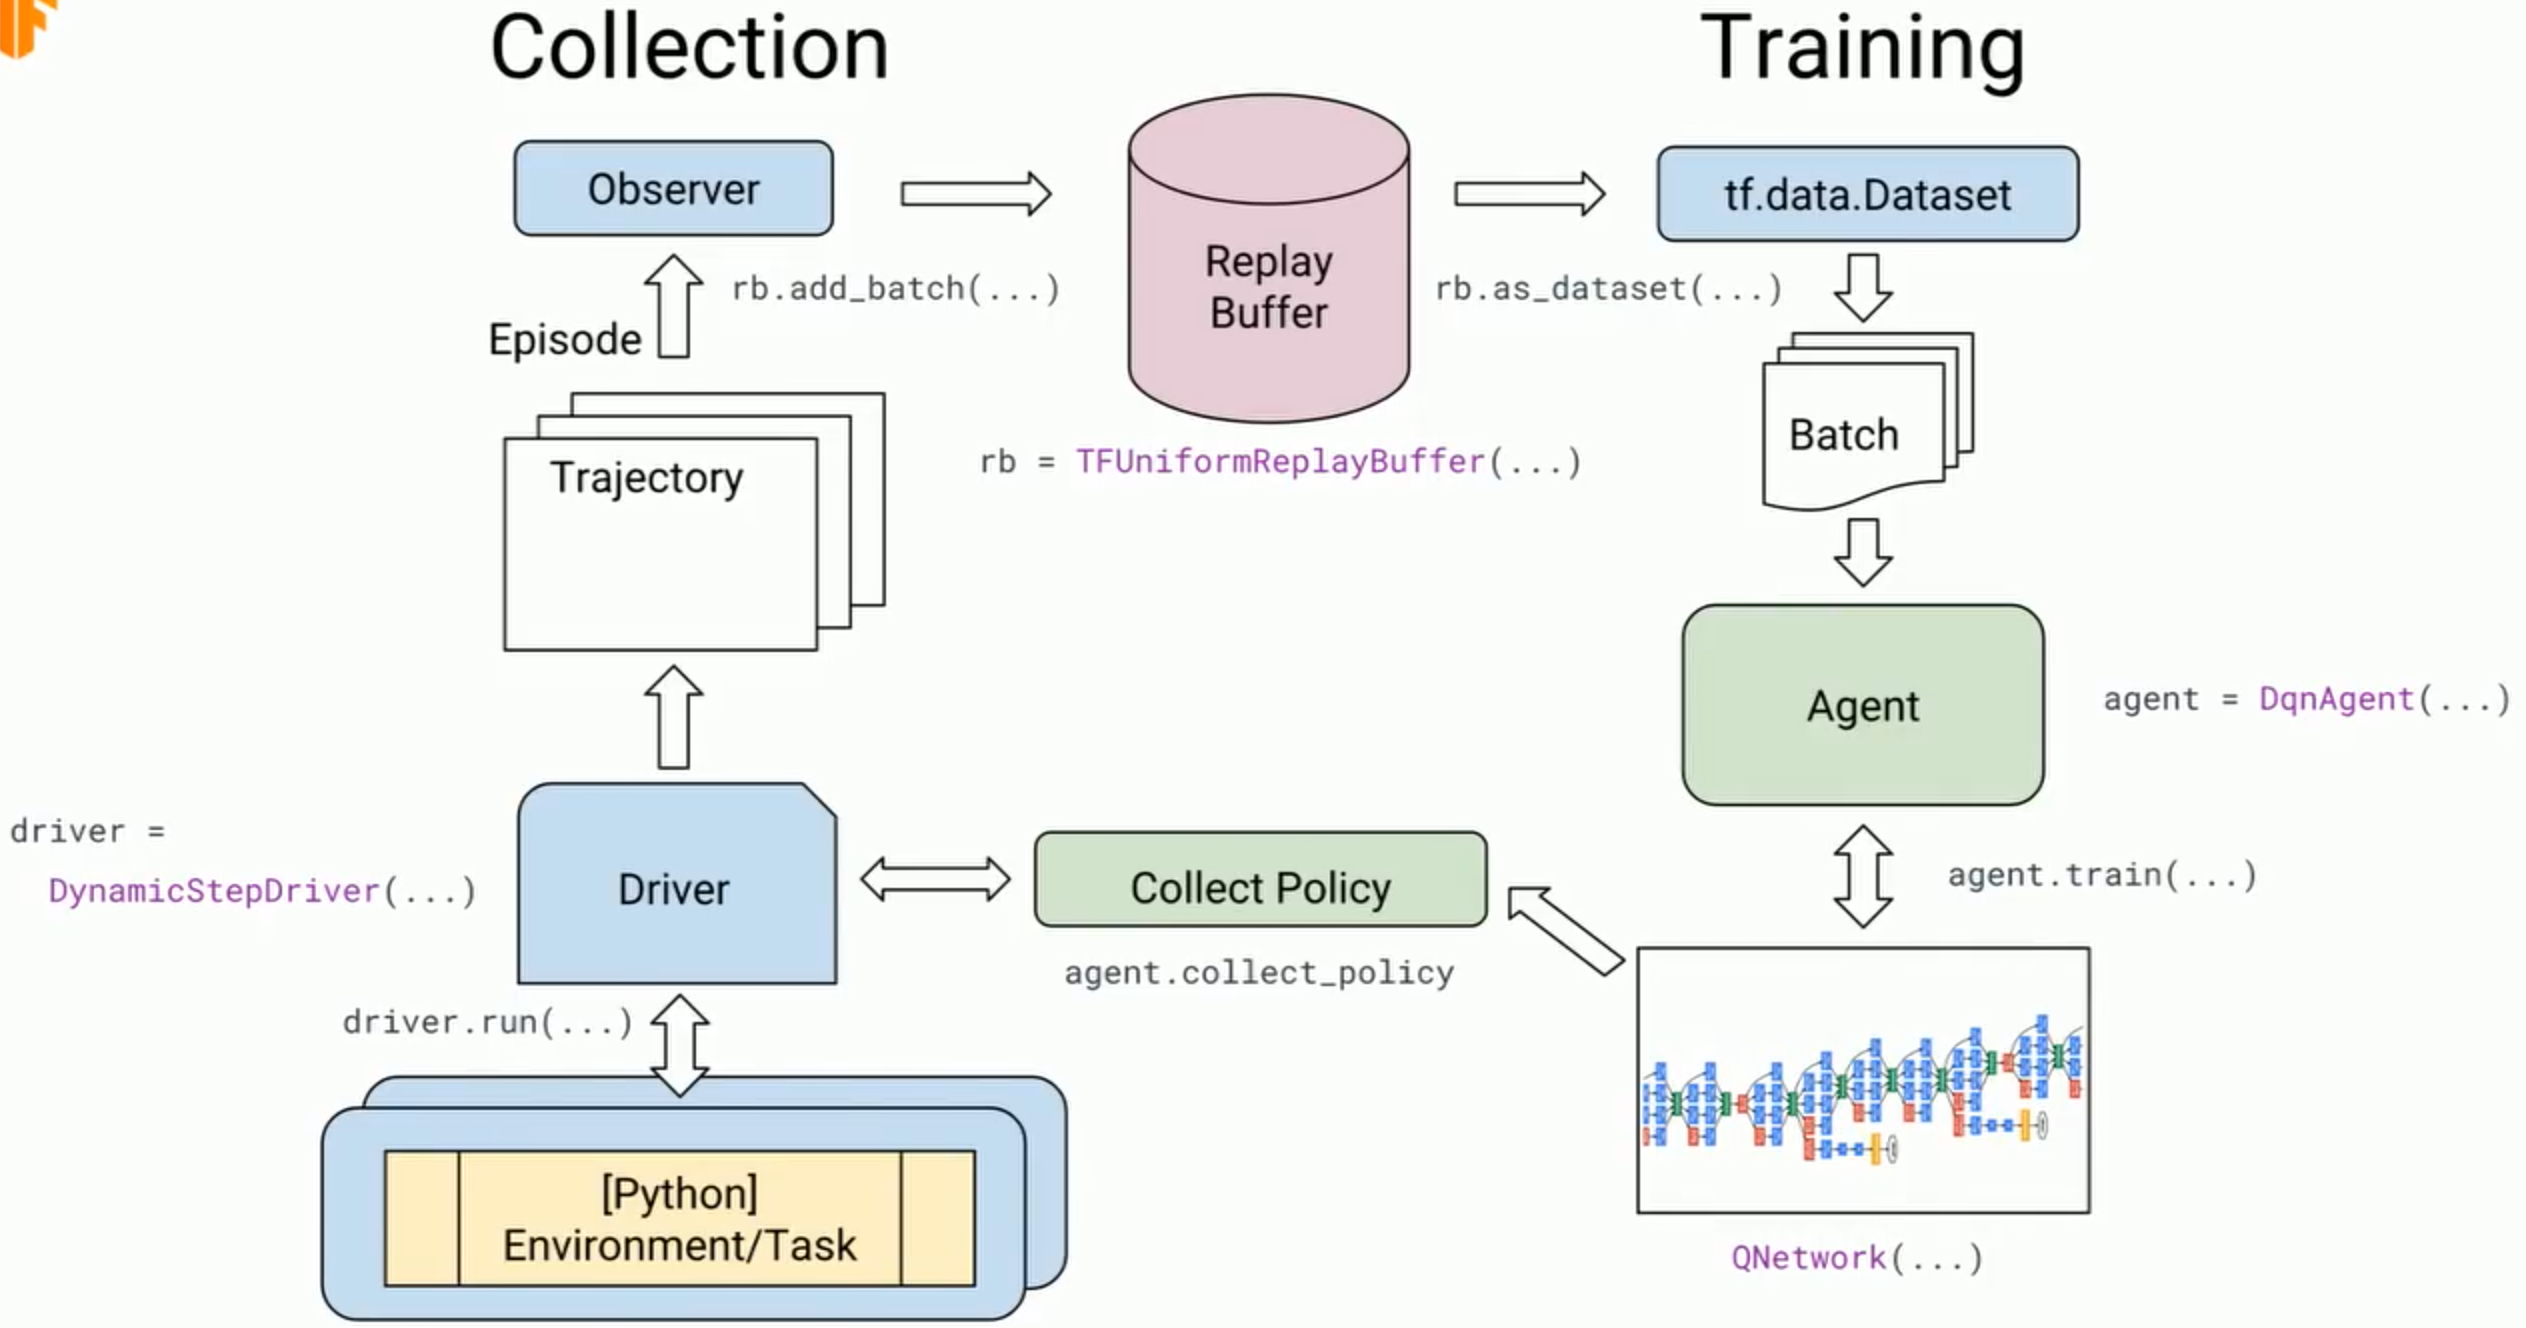 Collection
Training
Observer
Replay
Buffer
tf.data.Dataset
rb.add_batch(...)
rb.as_dataset(...)
Episode
Trajectory
rb = TFUniformReplayBuffer(...)
Batch
Agent
agent = DqnAgent(...)
driver =
DynamicStepDriver(...)
Driver
Collect Policy
agent.train(...)
agent.collect_policy
driver.run(...)
[Python]
Environment/Task
QNetwork(...)